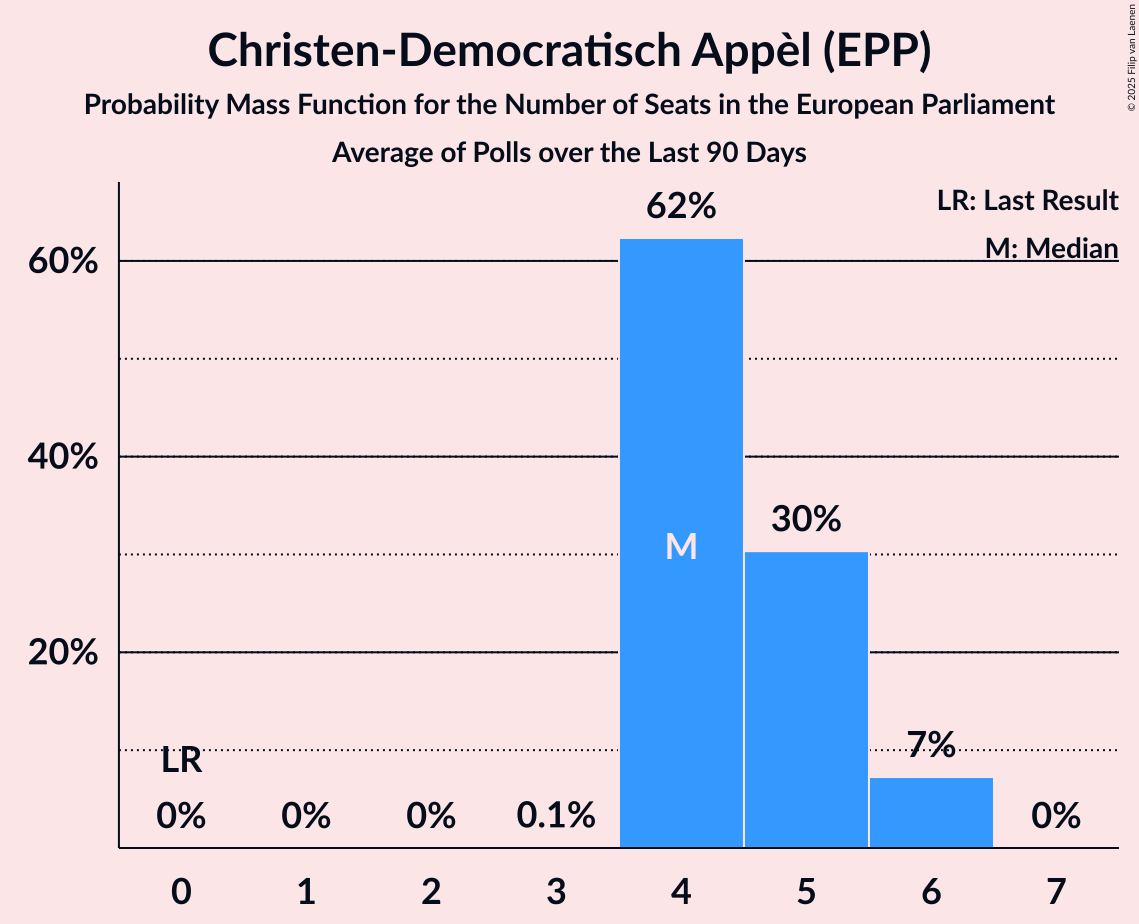 Christen-Democratisch Appèl (EPP)
Probability Mass Function for the Number of Seats in the European Parliament
Average of Polls over the Last 90 Days
© 2025 Filip van Laenen
LR: Last Result
M: Median
62%
60%
40%
30%
M
20%
LR
7%
0% 0% 0% 0.1% 0%
0 1 2 3 4 5 6 7